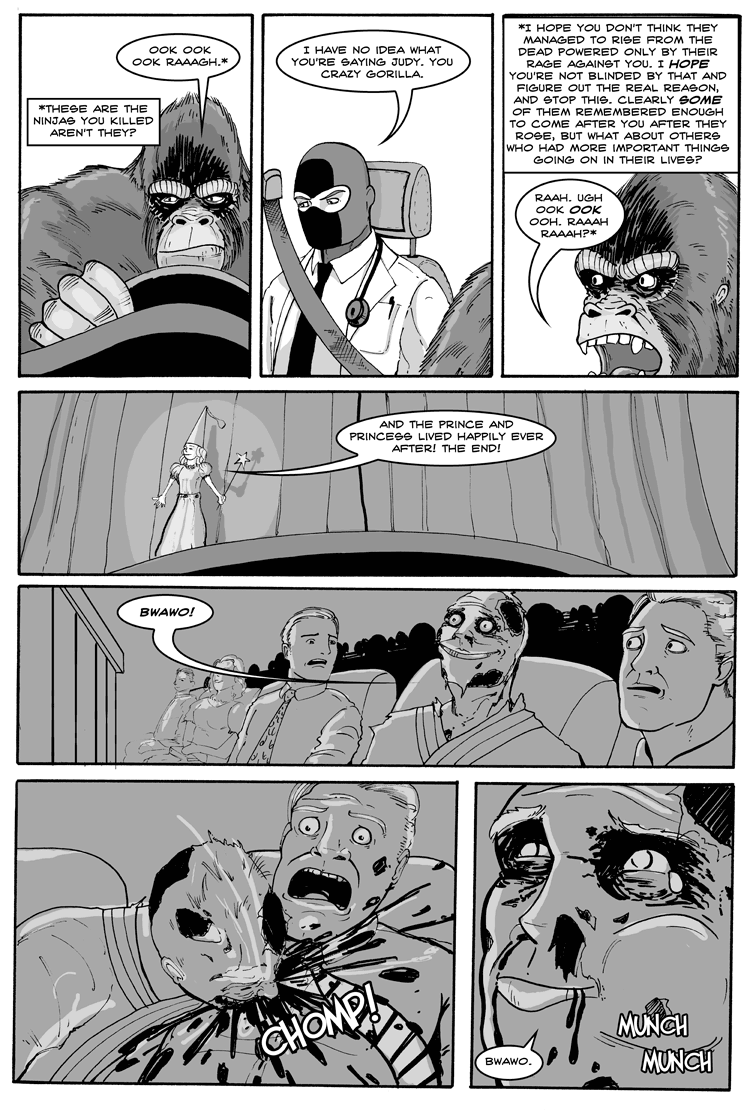 OOK OOK
OOK RAAAGH.*
*THESE ARE THE
NINJAS YOU KILLED
AREN'T THEY?
I HAVE NO IDEA WHAT
YOU'RE SAYING JUDY. YOU
CRAZY GORILLA.
*I HOPE YOU DON'T THINK THEY
MANAGED TO RISE FROM THE
DEAD POWERED ONLY BY THEIR
RAGE AGAINST YOU. I HOPE
YOU'RE NOT BLINDED BY THAT AND
FIGURE OUT THE REAL REASON,
AND STOP THIS. CLEARLY SOME
OF THEM REMEMBERED ENOUGH
TO COME AFTER YOU AFTER THEY
ROSE, BUT WHAT ABOUT OTHERS
WHO HAD MORE IMPORTANT THINGS
GOING ON IN THEIR LIVES?
RAAH. UGH
OOK OOK
OOH. RAAAH
RAAAH?*
AND THE PRINCE AND
PRINCESS LIVED HAPPILY EVER
AFTER! THE END!
BWAWO!
CHOMP!
MUNCH
MUNCH
BWAWO.